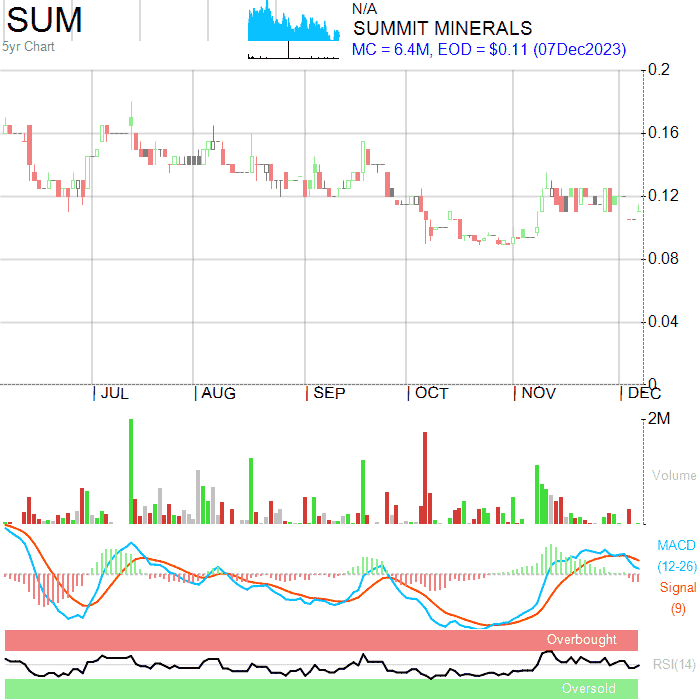 SUM
5yr Chart
N/A
SUMMIT MINERALS
MC = 6.4M, EOD = $0.11 (07Dec2023)
0.2
0.16
0.12
0.08
0.04
0
JUL AUG SEP OCT NOV DEC
2M
Volume
MACD
(12-26)
Signal
(9)
Overbought
RSI(14)
Oversold